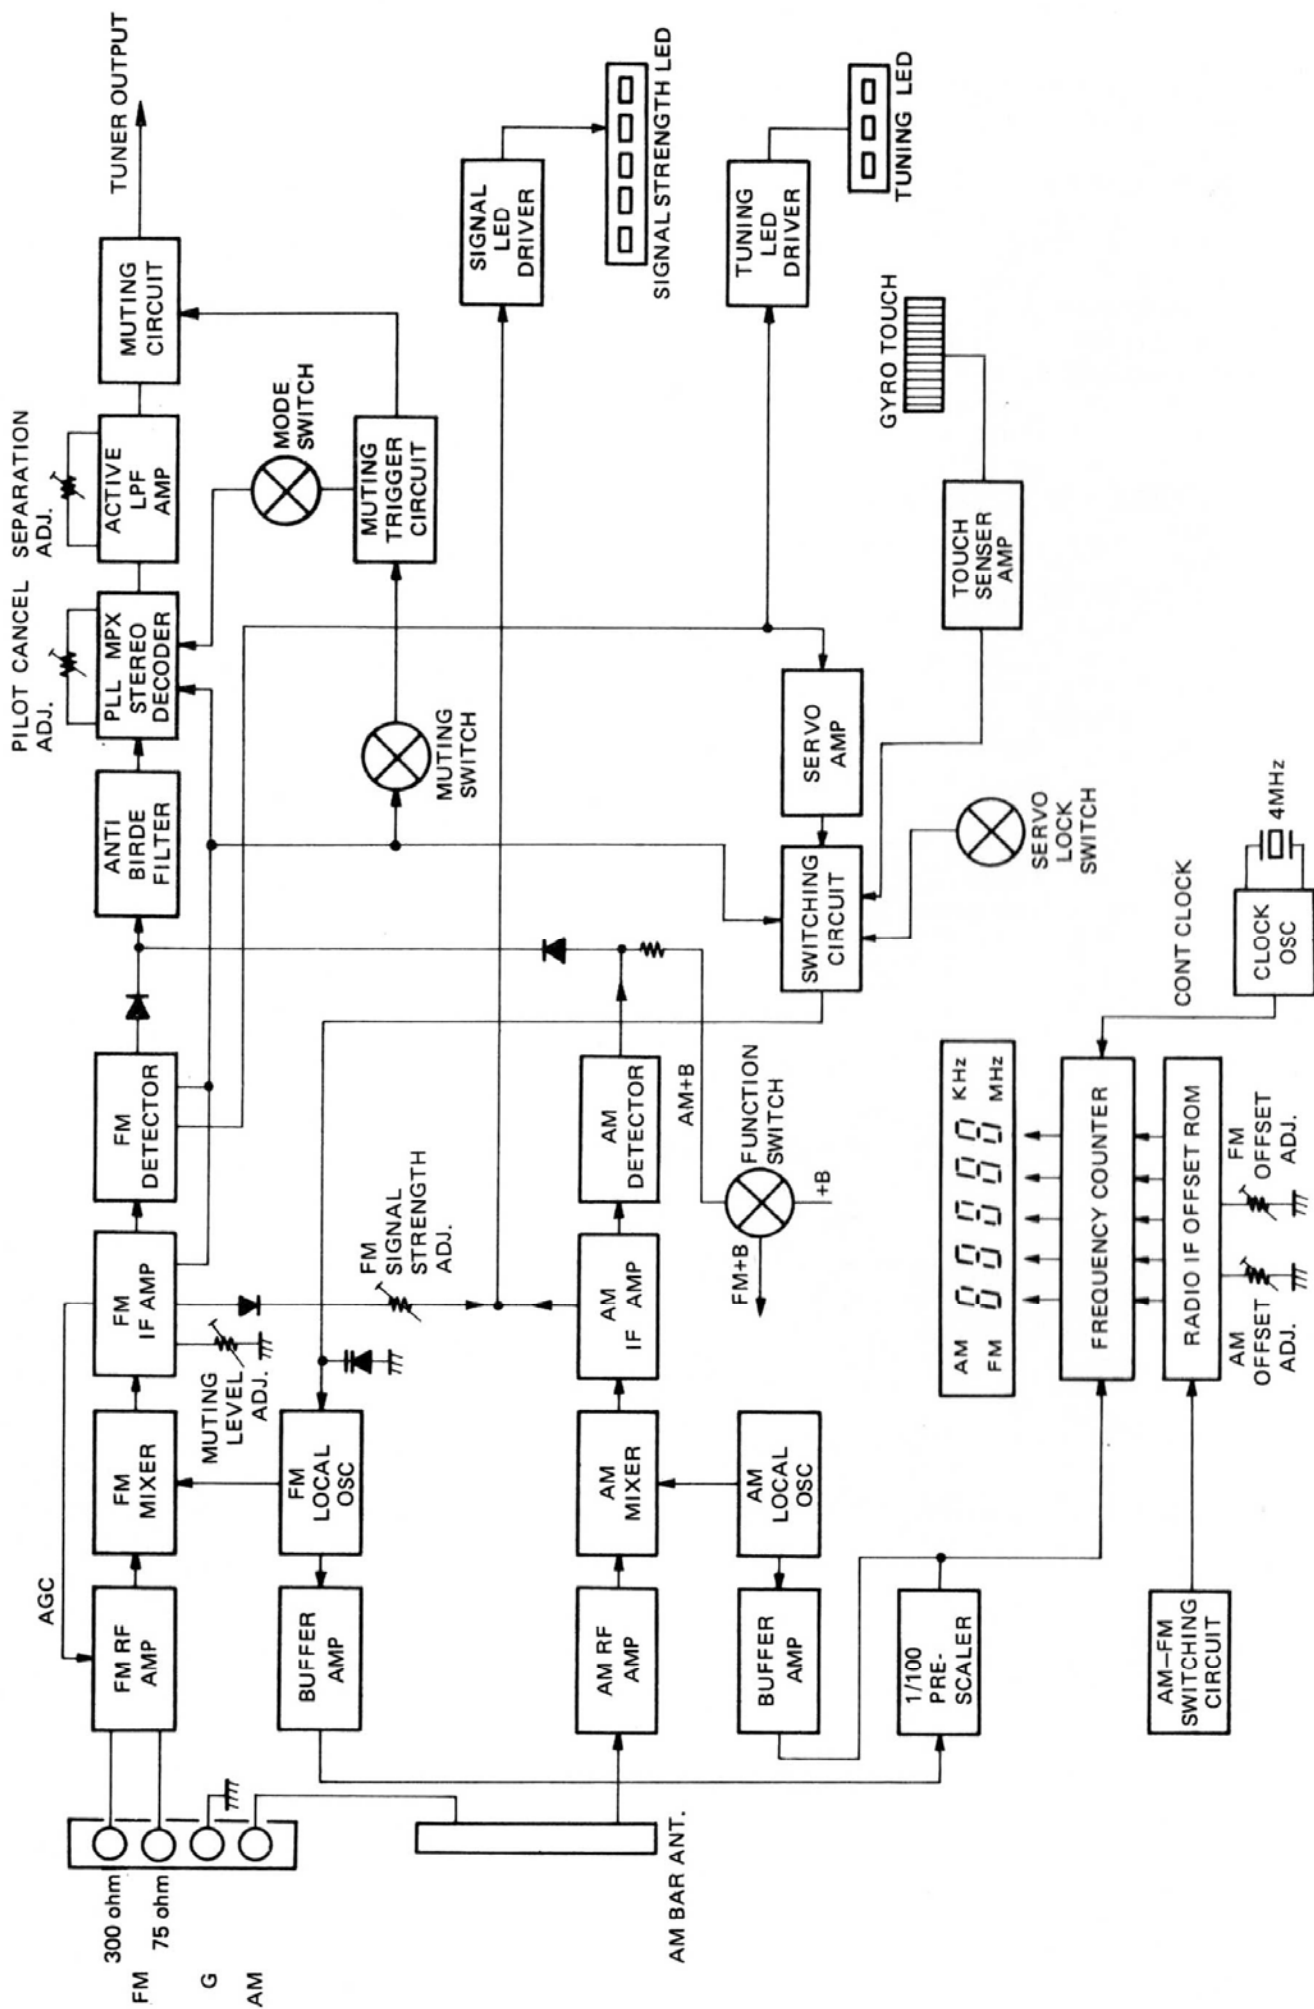 300 ohm
FM
75 ohm
G
AM
AGC
FM RF
AMP
FM
MIXER
FM
IF AMP
FM
DETECTOR
ANTI
BIRDE
FILTER
PILOT CANCEL
ADJ.
PLL MPX
STEREO
DECODER
SEPARATION
ADJ.
ACTIVE
LPF
AMP
MUTING
CIRCUIT
TUNER OUTPUT
MUTING
LEVEL
ADJ.
BUFFER
AMP
FM
LOCAL
OSC
FM
SIGNAL
STRENGTH
ADJ.
MUTING
SWITCH
MUTING
TRIGGER
CIRCUIT
MODE
SWITCH
SIGNAL
LED
DRIVER
SIGNAL STRENGTH LED
AM BAR ANT.
AM RF
AMP
AM
MIXER
AM
IF AMP
AM
DETECTOR
AM+B
FM+B
+B
FUNCTION
SWITCH
BUFFER
AMP
AM
LOCAL
OSC
SWITCHING
CIRCUIT
SERVO
AMP
TUNING
LED
DRIVER
TUNING LED
GYRO TOUCH
TOUCH
SENSER
AMP
SERVO
LOCK
SWITCH
1/100
PRE-
SCALER
AM KHz
FM MHz
8 8 8 8 8
FREQUENCY COUNTER
RADIO IF OFFSET ROM
AM
OFFSET
ADJ.
FM
OFFSET
ADJ.
AM-FM
SWITCHING
CIRCUIT
CONT CLOCK
CLOCK
OSC
4MHz